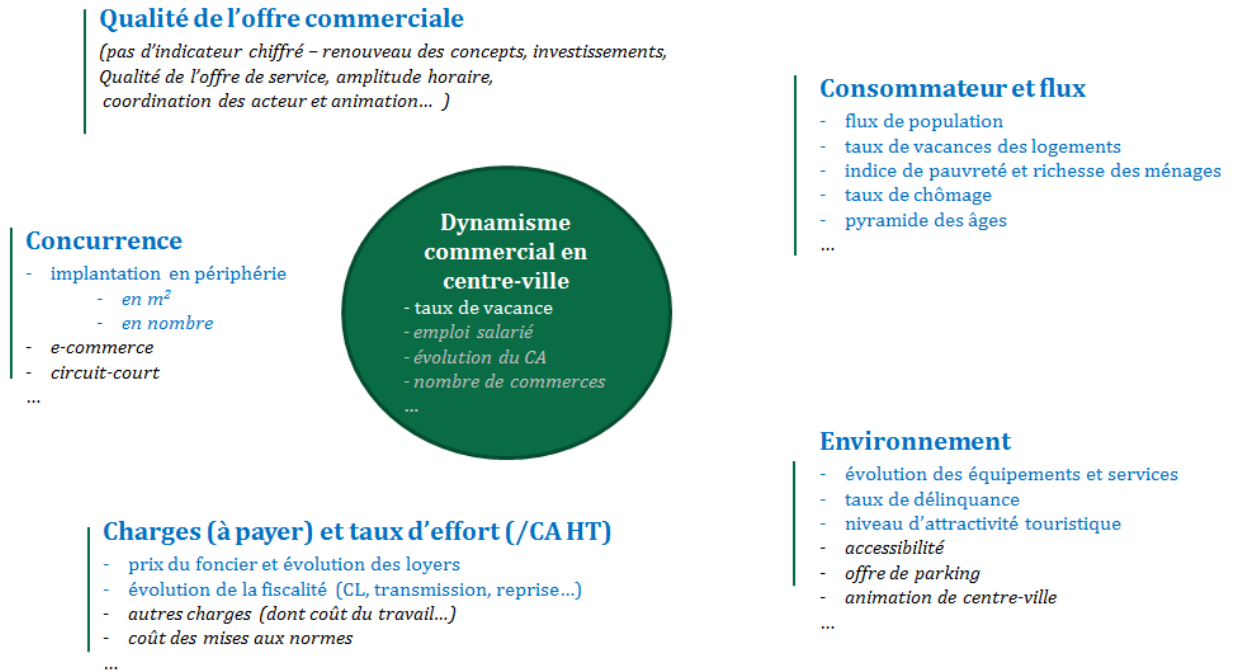 Qualité de l’offre commerciale
(pas d’indicateur chiffré – renouveau des concepts, investissements,
Qualité de l’offre de service, amplitude horaire,
coordination des acteur et animation… )
Consommateur et flux
- flux de population
- taux de vacances des logements
- indice de pauvreté et richesse des ménages
- taux de chômage
- pyramide des âges
…
Concurrence
- implantation en périphérie
- en m²
- en nombre
- e-commerce
- circuit-court
…
Dynamisme
commercial en
centre-ville
- taux de vacance
- emploi salarié
- évolution du CA
- nombre de commerces
…
Environnement
- évolution des équipements et services
- taux de délinquance
- niveau d’attractivité touristique
- accessibilité
- offre de parking
- animation de centre-ville
…
Charges (à payer) et taux d’effort (/CA HT)
- prix du foncier et évolution des loyers
- évolution de la fiscalité (CL, transmission, reprise…)
- autres charges (dont coût du travail…)
- coût des mises aux normes
…